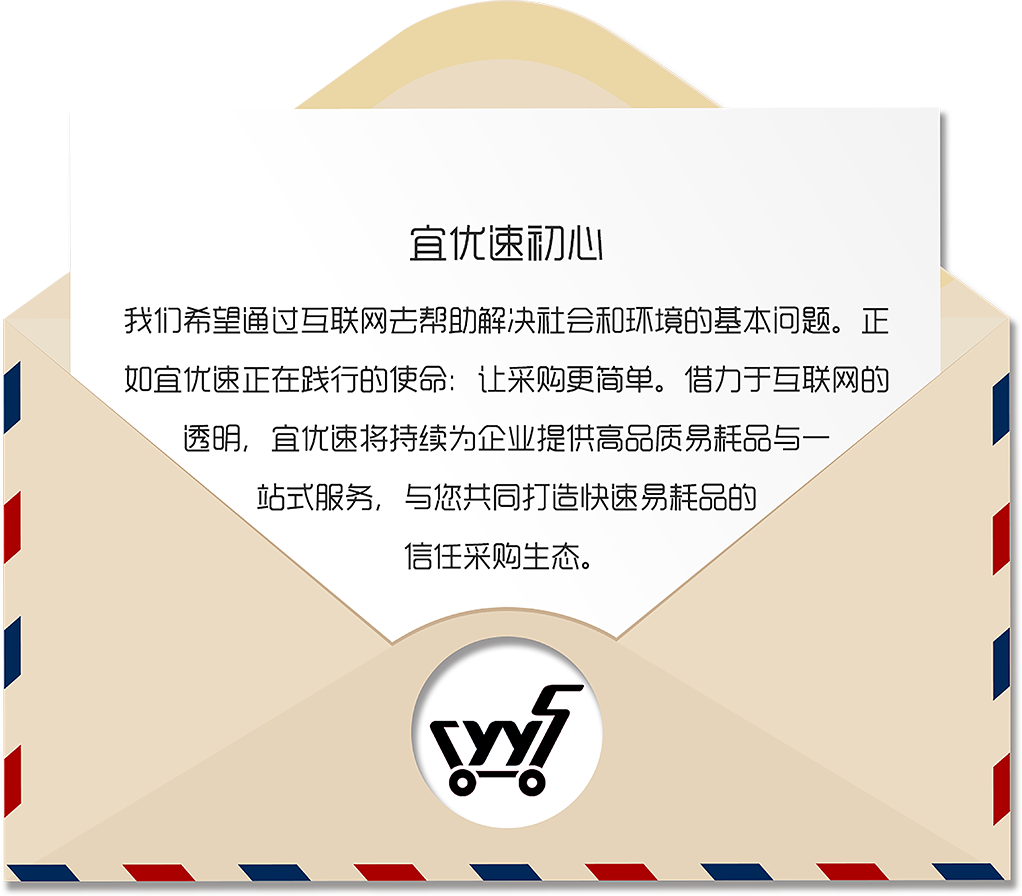 宜优速初心
我们希望通过互联网去帮助解决社会和环境的基本问题。正
如宜优速正在践行的使命：让采购更简单。借力于互联网的
透明，宜优速将持续为企业提供高品质易耗品与一
站式服务，与您共同打造快速易耗品的
信任采购生态。